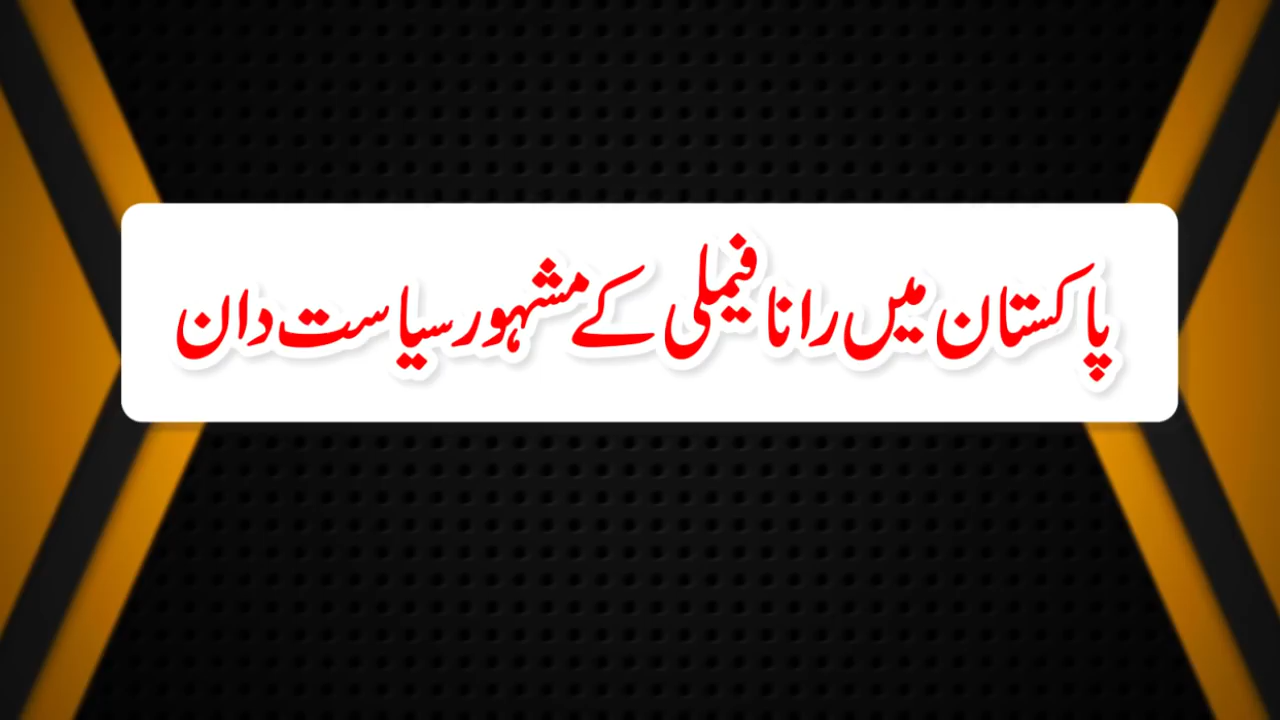 پاکستان میں رانا فیملی کے مشہور سیاست دان